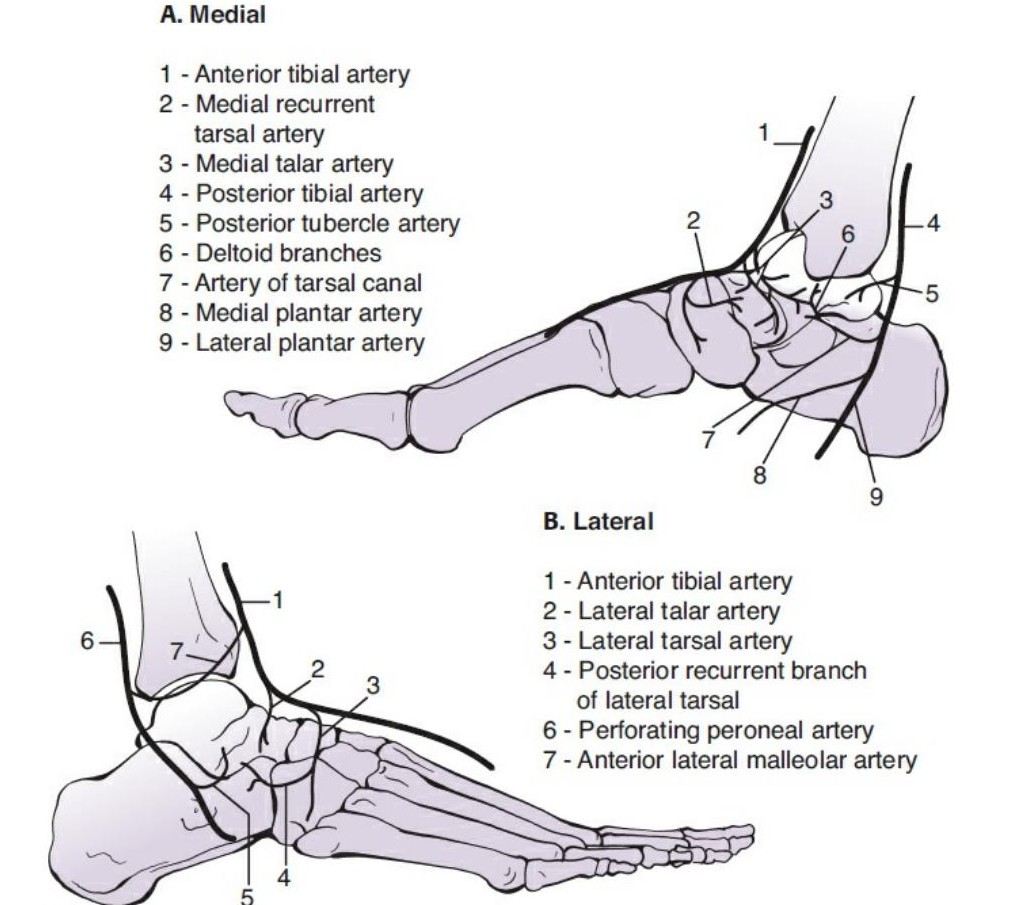 A. Medial
1 - Anterior tibial artery
2 - Medial recurrent
tarsal artery
3 - Medial talar artery
4 - Posterior tibial artery
5 - Posterior tubercle artery
6 - Deltoid branches
7 - Artery of tarsal canal
8 - Medial plantar artery
9 - Lateral plantar artery
1
2
3
6
4
5
7
8
9
B. Lateral
1 - Anterior tibial artery
2 - Lateral talar artery
3 - Lateral tarsal artery
4 - Posterior recurrent branch
of lateral tarsal
6 - Perforating peroneal artery
7 - Anterior lateral malleolar artery
1
6
7
2
3
4
5